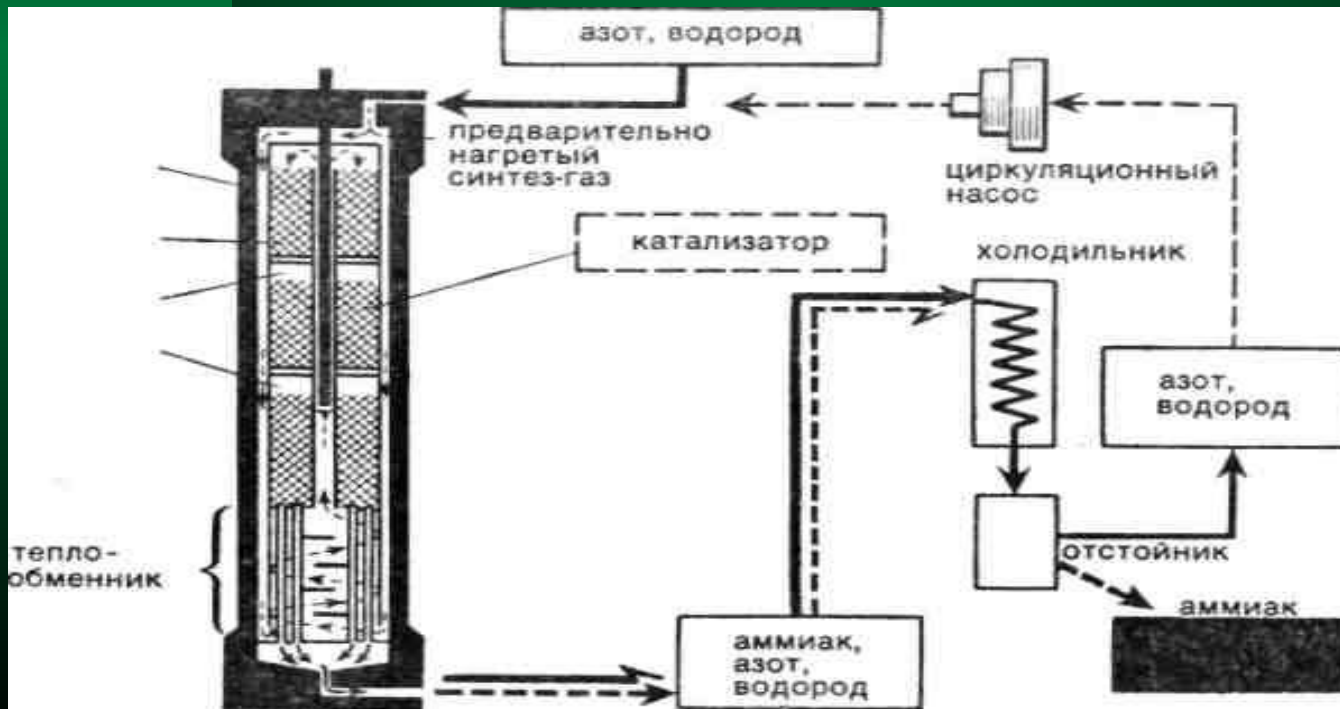 азот, водород
предварительно
нагретый
синтез-газ
циркуляционный
насос
катализатор
холодильник
азот,
водород
тепло-
обменник
отстойник
аммиак
аммиак,
азот,
водород